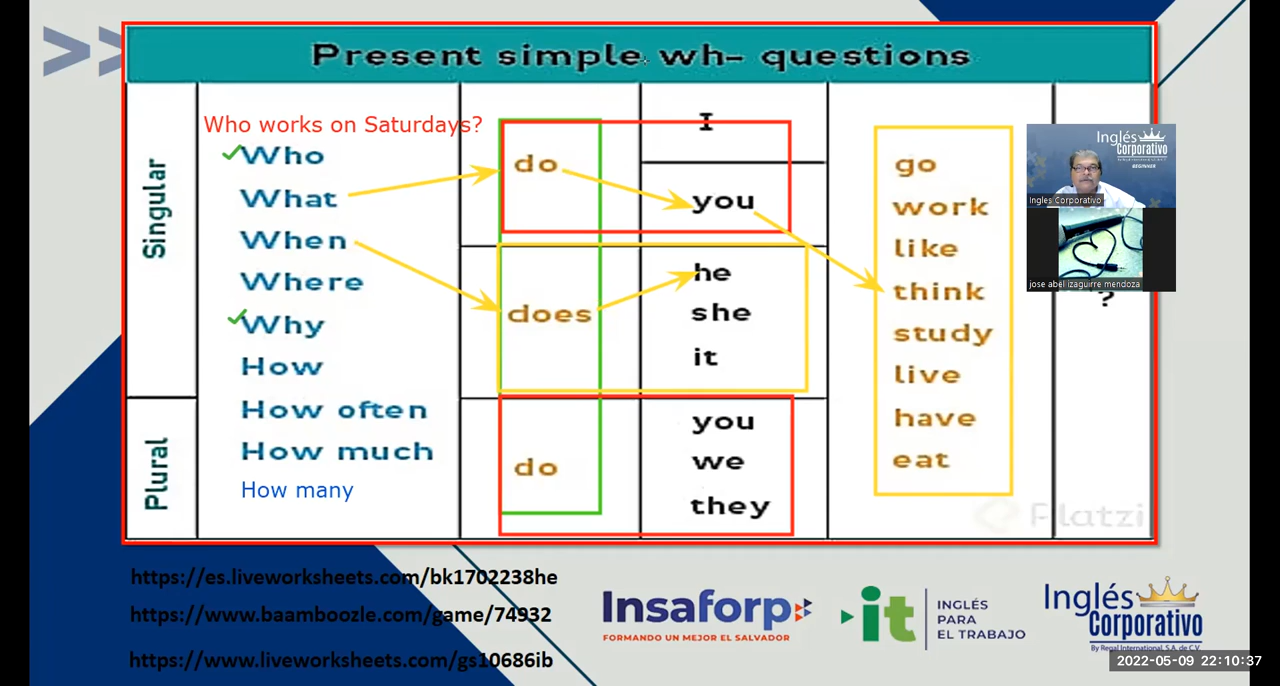 Present simple wh- questions
Singular
Who works on Saturdays?
Who
What
When
Where
Why
How
do
does
I
you
he
she
it
go
work
like
think
study
live
have
eat
?
Plural
How often
How much
How many
do
you
we
they
Platzi
Inglés
Corporativo
BEGINNER
Ingles Corporativo
jose abel izaguirre mendoza
https://es.liveworksheets.com/bk1702238he
https://www.baamboozle.com/game/74932
https://www.liveworksheets.com/gs10686ib
Insaforp
FORMANDO UN MEJOR EL SALVADOR
it
INGLÉS
PARA
EL TRABAJO
Inglés
Corporativo
By Regal International, S.A. de C.V.
2022-05-09 22:10:37